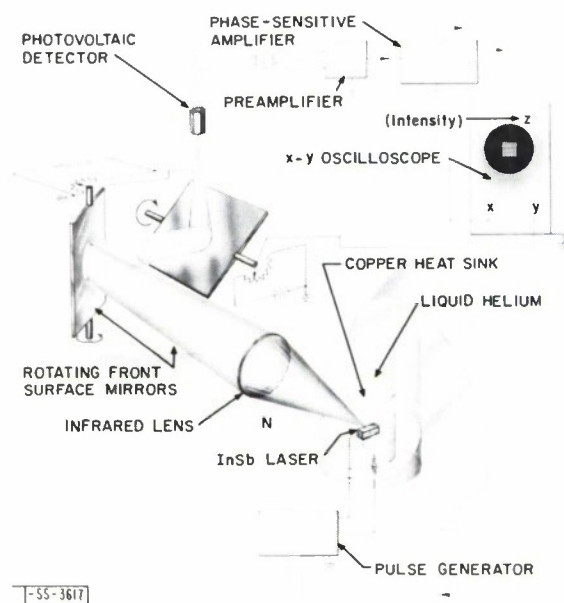 PHASE-SENSITIVE
AMPLIFIER
PHOTOVOLTAIC
DETECTOR
PREAMPLIFIER
(Intensity)
z
x-y OSCILLOSCOPE
x
y
COPPER HEAT SINK
LIQUID HELIUM
ROTATING FRONT
SURFACE MIRRORS
INFRARED LENS
N
InSb LASER
PULSE GENERATOR
-SS-3617